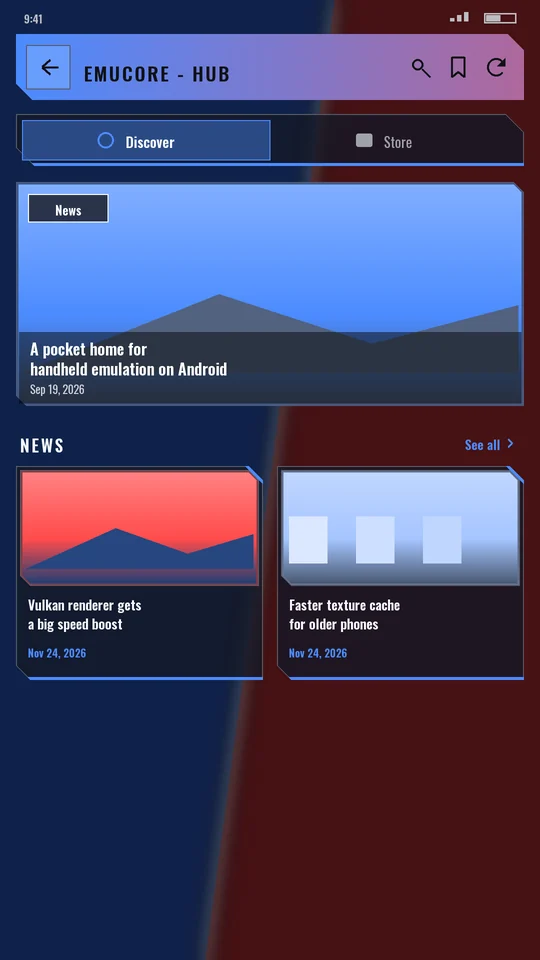 9:41
EMUCORE - HUB
Discover
Store
News
A pocket home for
handheld emulation on Android
Sep 19, 2026
NEWS
See all
Vulkan renderer gets
a big speed boost
Nov 24, 2026
Faster texture cache
for older phones
Nov 24, 2026